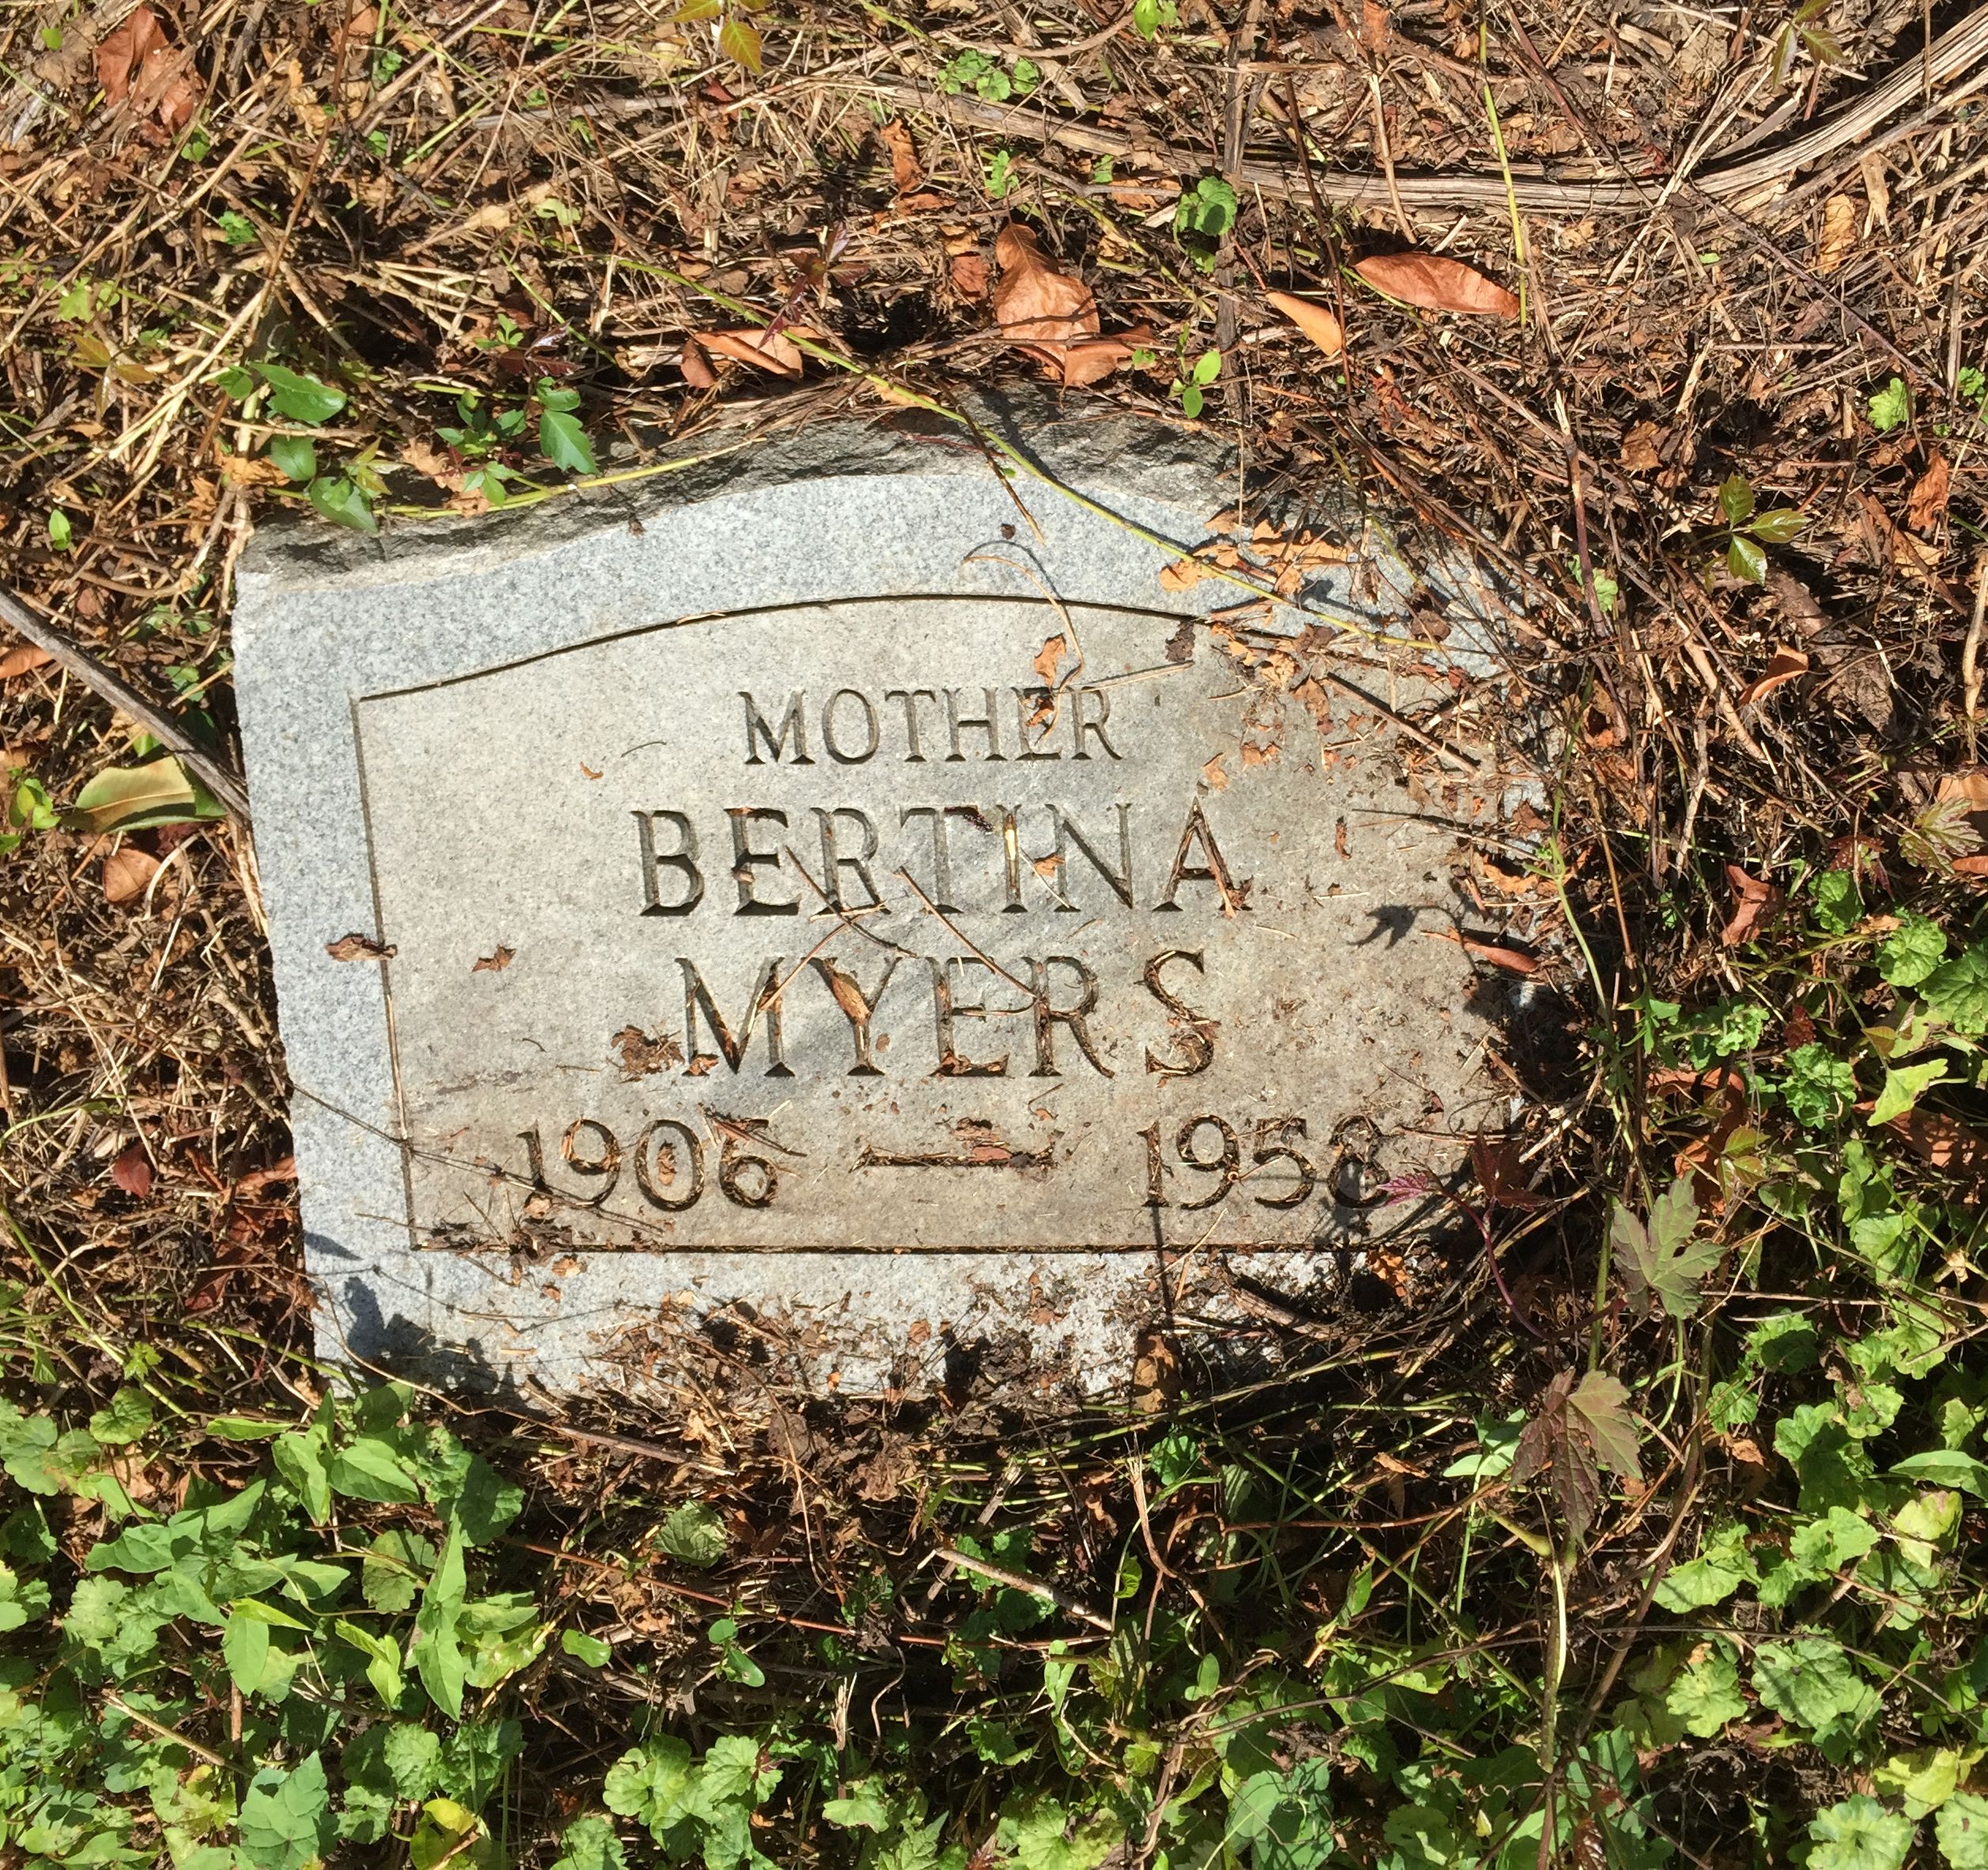 MOTHER
BERTINA
MYERS
1906 — 1958